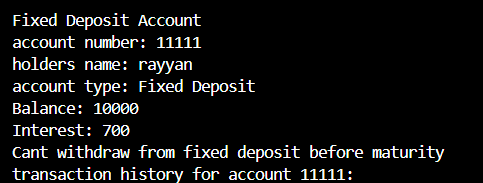 Fixed Deposit Account
account number: 11111
holders name: rayyan
account type: Fixed Deposit
Balance: 10000
Interest: 700
Cant withdraw from fixed deposit before maturity
transaction history for account 11111: